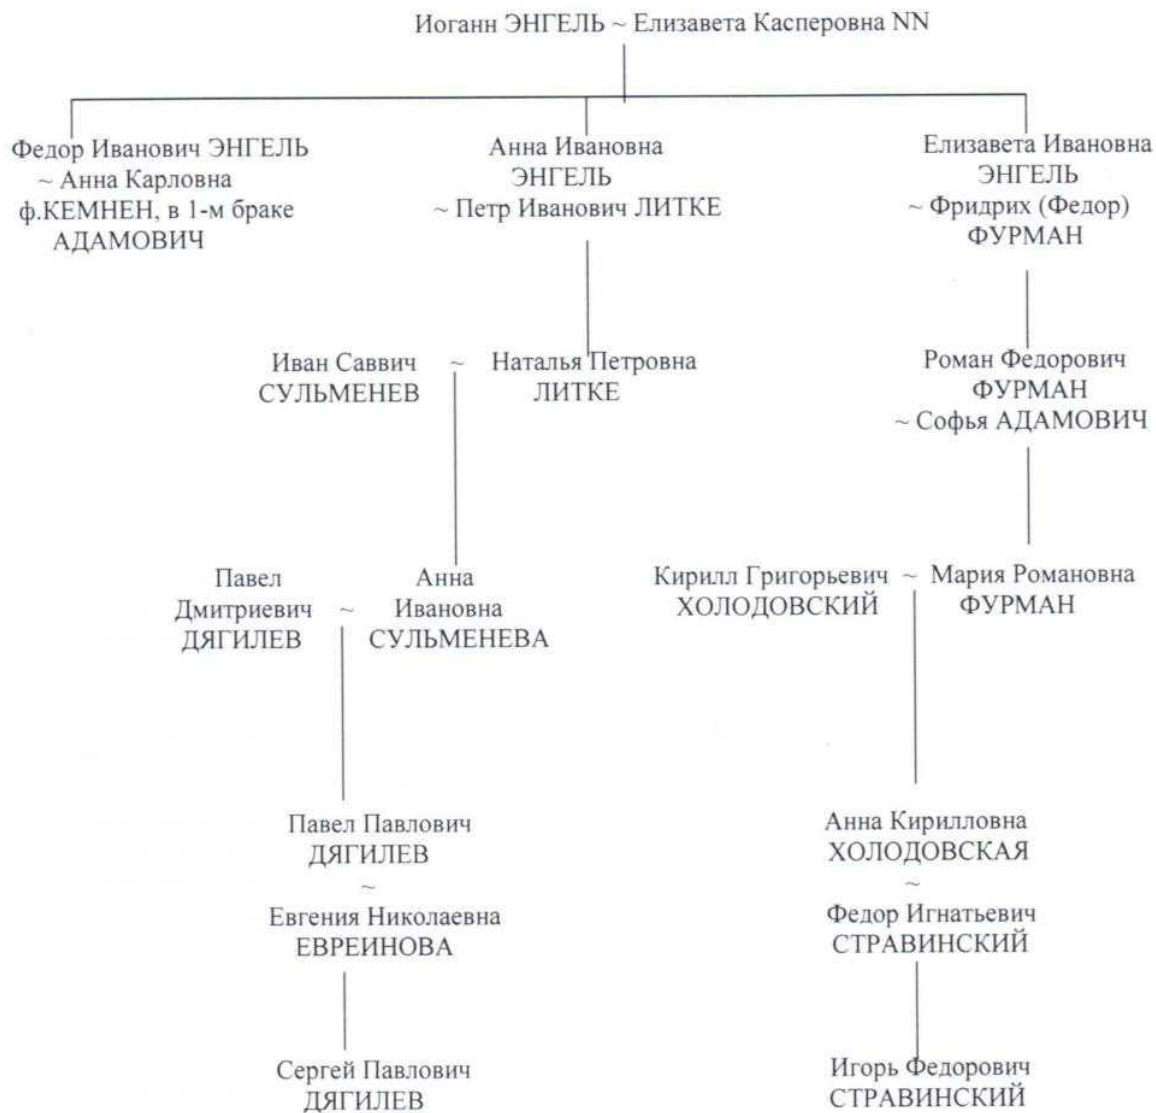 Иоганн ЭНГЕЛЬ ~ Елизавета Касперовна NN
Федор Иванович ЭНГЕЛЬ
~ Анна Карловна
ф.КЕМНЕН, в 1-м браке
АДАМОВИЧ
Анна Ивановна
ЭНГЕЛЬ
~ Петр Иванович ЛИТКЕ
Елизавета Ивановна
ЭНГЕЛЬ
~ Фридрих (Федор)
ФУРМАН
Иван Саввич ~ Наталья Петровна
СУЛЬМЕНЕВ ЛИТКЕ
Роман Федорович
ФУРМАН
~ Софья АДАМОВИЧ
Павел
Дмитриевич ~
ДЯГИЛЕВ
Анна
Ивановна
СУЛЬМЕНЕВА
Кирилл Григорьевич ~ Мария Романовна
ХОЛОДОВСКИЙ ФУРМАН
Павел Павлович
ДЯГИЛЕВ
~
Евгения Николаевна
ЕВРЕИНОВА
Анна Кирилловна
ХОЛОДОВСКАЯ
~
Федор Игнатьевич
СТРАВИНСКИЙ
Сергей Павлович
ДЯГИЛЕВ
Игорь Федорович
СТРАВИНСКИЙ